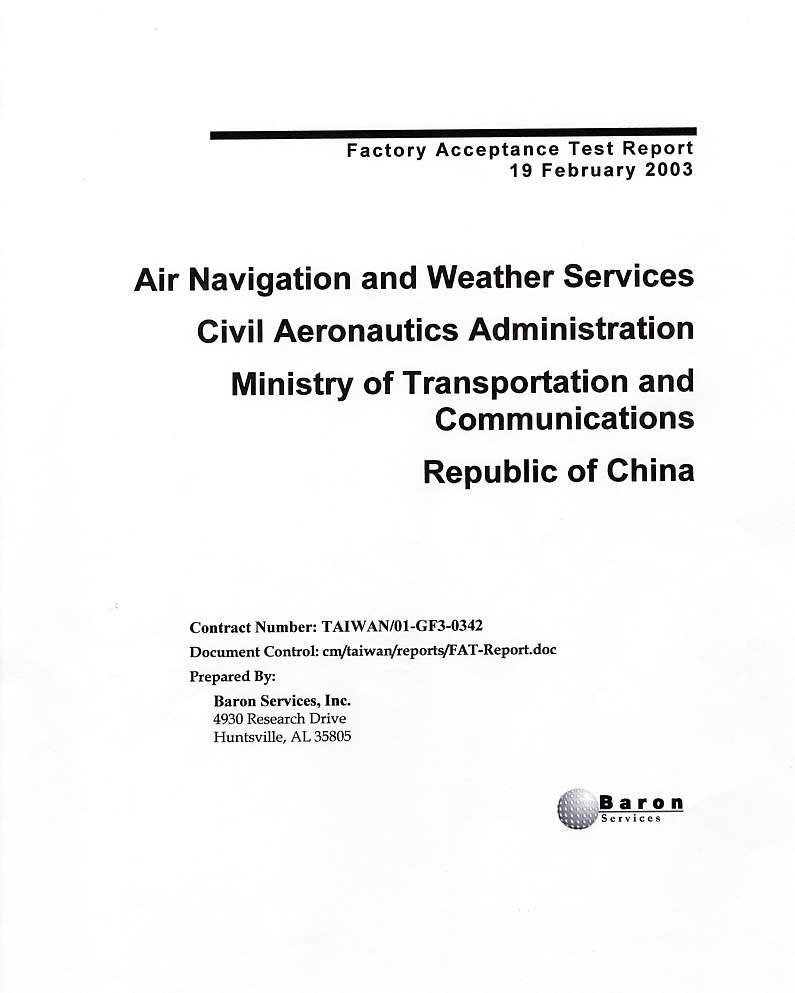 Factory Acceptance Test Report
19 February 2003
Air Navigation and Weather Services
Civil Aeronautics Administration
Ministry of Transportation and
Communications
Republic of China
Contract Number: TAIWAN/01-GF3-0342
Document Control: cm/taiwan/reports/FAT-Report.doc
Prepared By:
Baron Services, Inc.
4930 Research Drive
Huntsville, AL 35805
Baron
Services